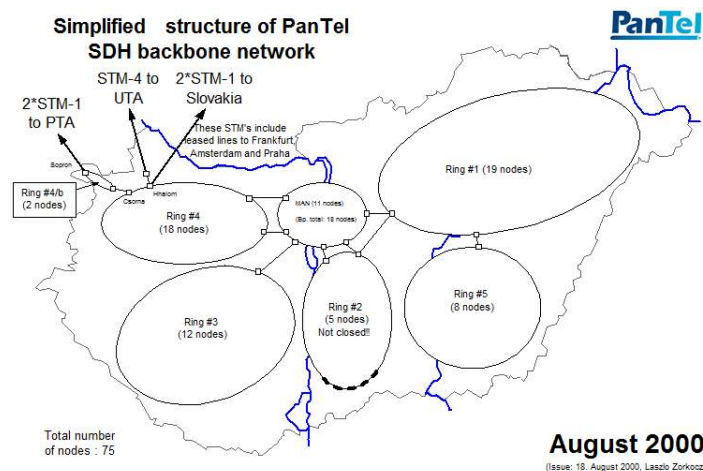 Simplified structure of PanTel
SDH backbone network
PanTel
STM-4 to
UTA
2*STM-1 to
Slovakia
2*STM-1
to PTA
These STM's include
leased lines to Frankfurt,
Amsterdam and Praha
Sopron
Ring #4/b
(2 nodes)
Csorna
Hhalom
Ring #1 (19 nodes)
MAN (11 nodes)
(Bp. total: 18 nodes)
Ring #4
(18 nodes)
Ring #2
(5 nodes)
Not closed!!
Ring #5
(8 nodes)
Ring #3
(12 nodes)
Total number
of nodes : 75
August 2000
(Issue: 18. August 2000, Laszlo Zorkocz